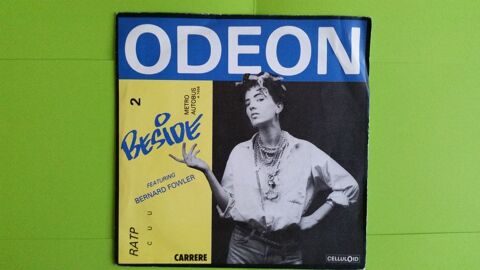 ODEON
2
METRO
AUTOBUS
BESIDE
FEATURING
BERNARD FOWLER
RATP
C U U
CARRERE
CELLULOID